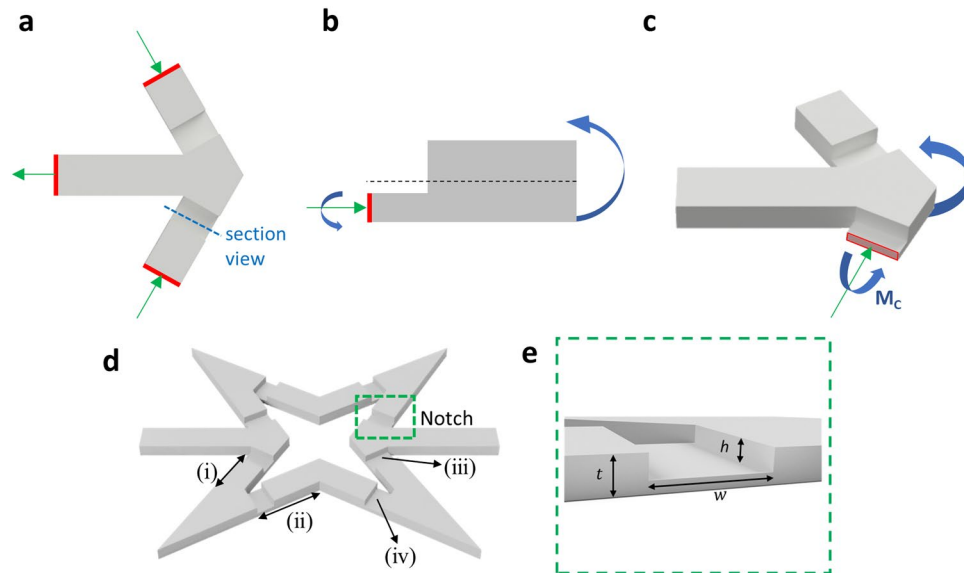 a
b
c
section
view
M_C
d
Notch
(i)
(ii)
(iii)
(iv)
e
t
h
w